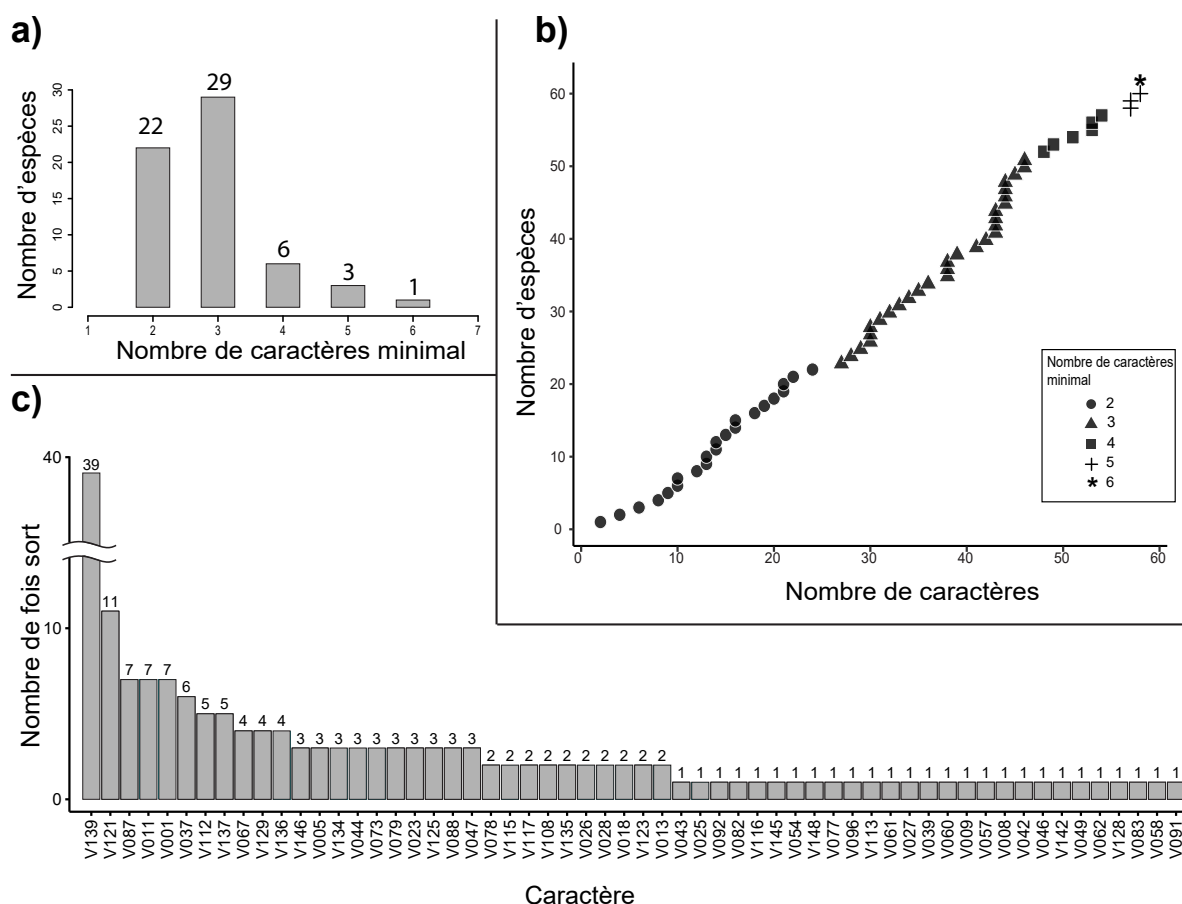 a)
Nombre d'espèces
0 5 10 15 20 25 30
22
29
6
3
1
1 2 3 4 5 6 7
Nombre de caractères minimal
b)
Nombre d'espèces
60
50
40
30
20
10
0
0 10 20 30 40 50 60
Nombre de caractères
Nombre de caractères
minimal
2
3
4
5
* 6
*
c)
Nombre de fois sort
40
10
0
39 11 7 7 7 6 5 5 4 4 4 3 3 3 3 3 3 3 3 3 3 2 2 2 2 2 2 2 2 2 2 1 1 1 1 1 1 1 1 1 1 1 1 1 1 1 1 1 1 1 1 1 1 1 1 1 1 1
V139 V121 V087 V011 V001 V037 V112 V137 V067 V129 V136 V146 V005 V134 V044 V073 V079 V023 V125 V088 V047 V078 V115 V117 V108 V135 V026 V028 V018 V123 V013 V043 V025 V092 V082 V116 V145 V054 V148 V077 V096 V113 V061 V027 V039 V060 V009 V057 V008 V042 V046 V142 V049 V062 V128 V083 V058 V091
Caractère